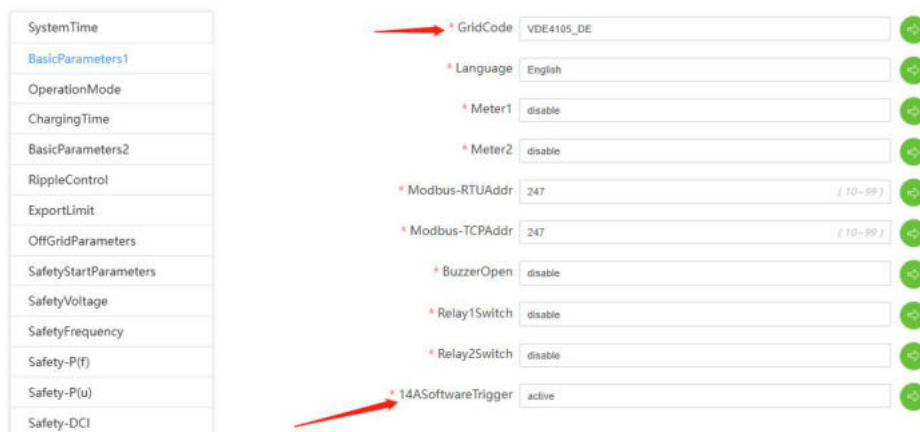 SystemTime
BasicParameters1
OperationMode
ChargingTime
BasicParameters2
RippleControl
ExportLimit
OffGridParameters
SafetyStartParameters
SafetyVoltage
SafetyFrequency
Safety-P(f)
Safety-P(u)
Safety-DCI
* GridCode VDE4105_DE
* Language English
* Meter1 disable
* Meter2 disable
* Modbus-RTUAddr 247 ( 10~99 )
* Modbus-TCPAddr 247 ( 10~99 )
* BuzzerOpen disable
* Relay1Switch disable
* Relay2Switch disable
* 14ASoftwareTrigger active